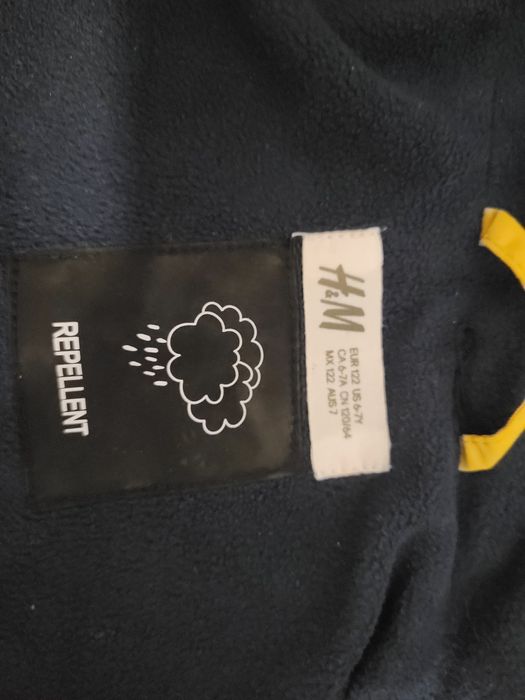 H&M
EUR 122 US 6-7Y
CA 6-7A CN 120/64
MX 122 AUS 7
REPELLENT